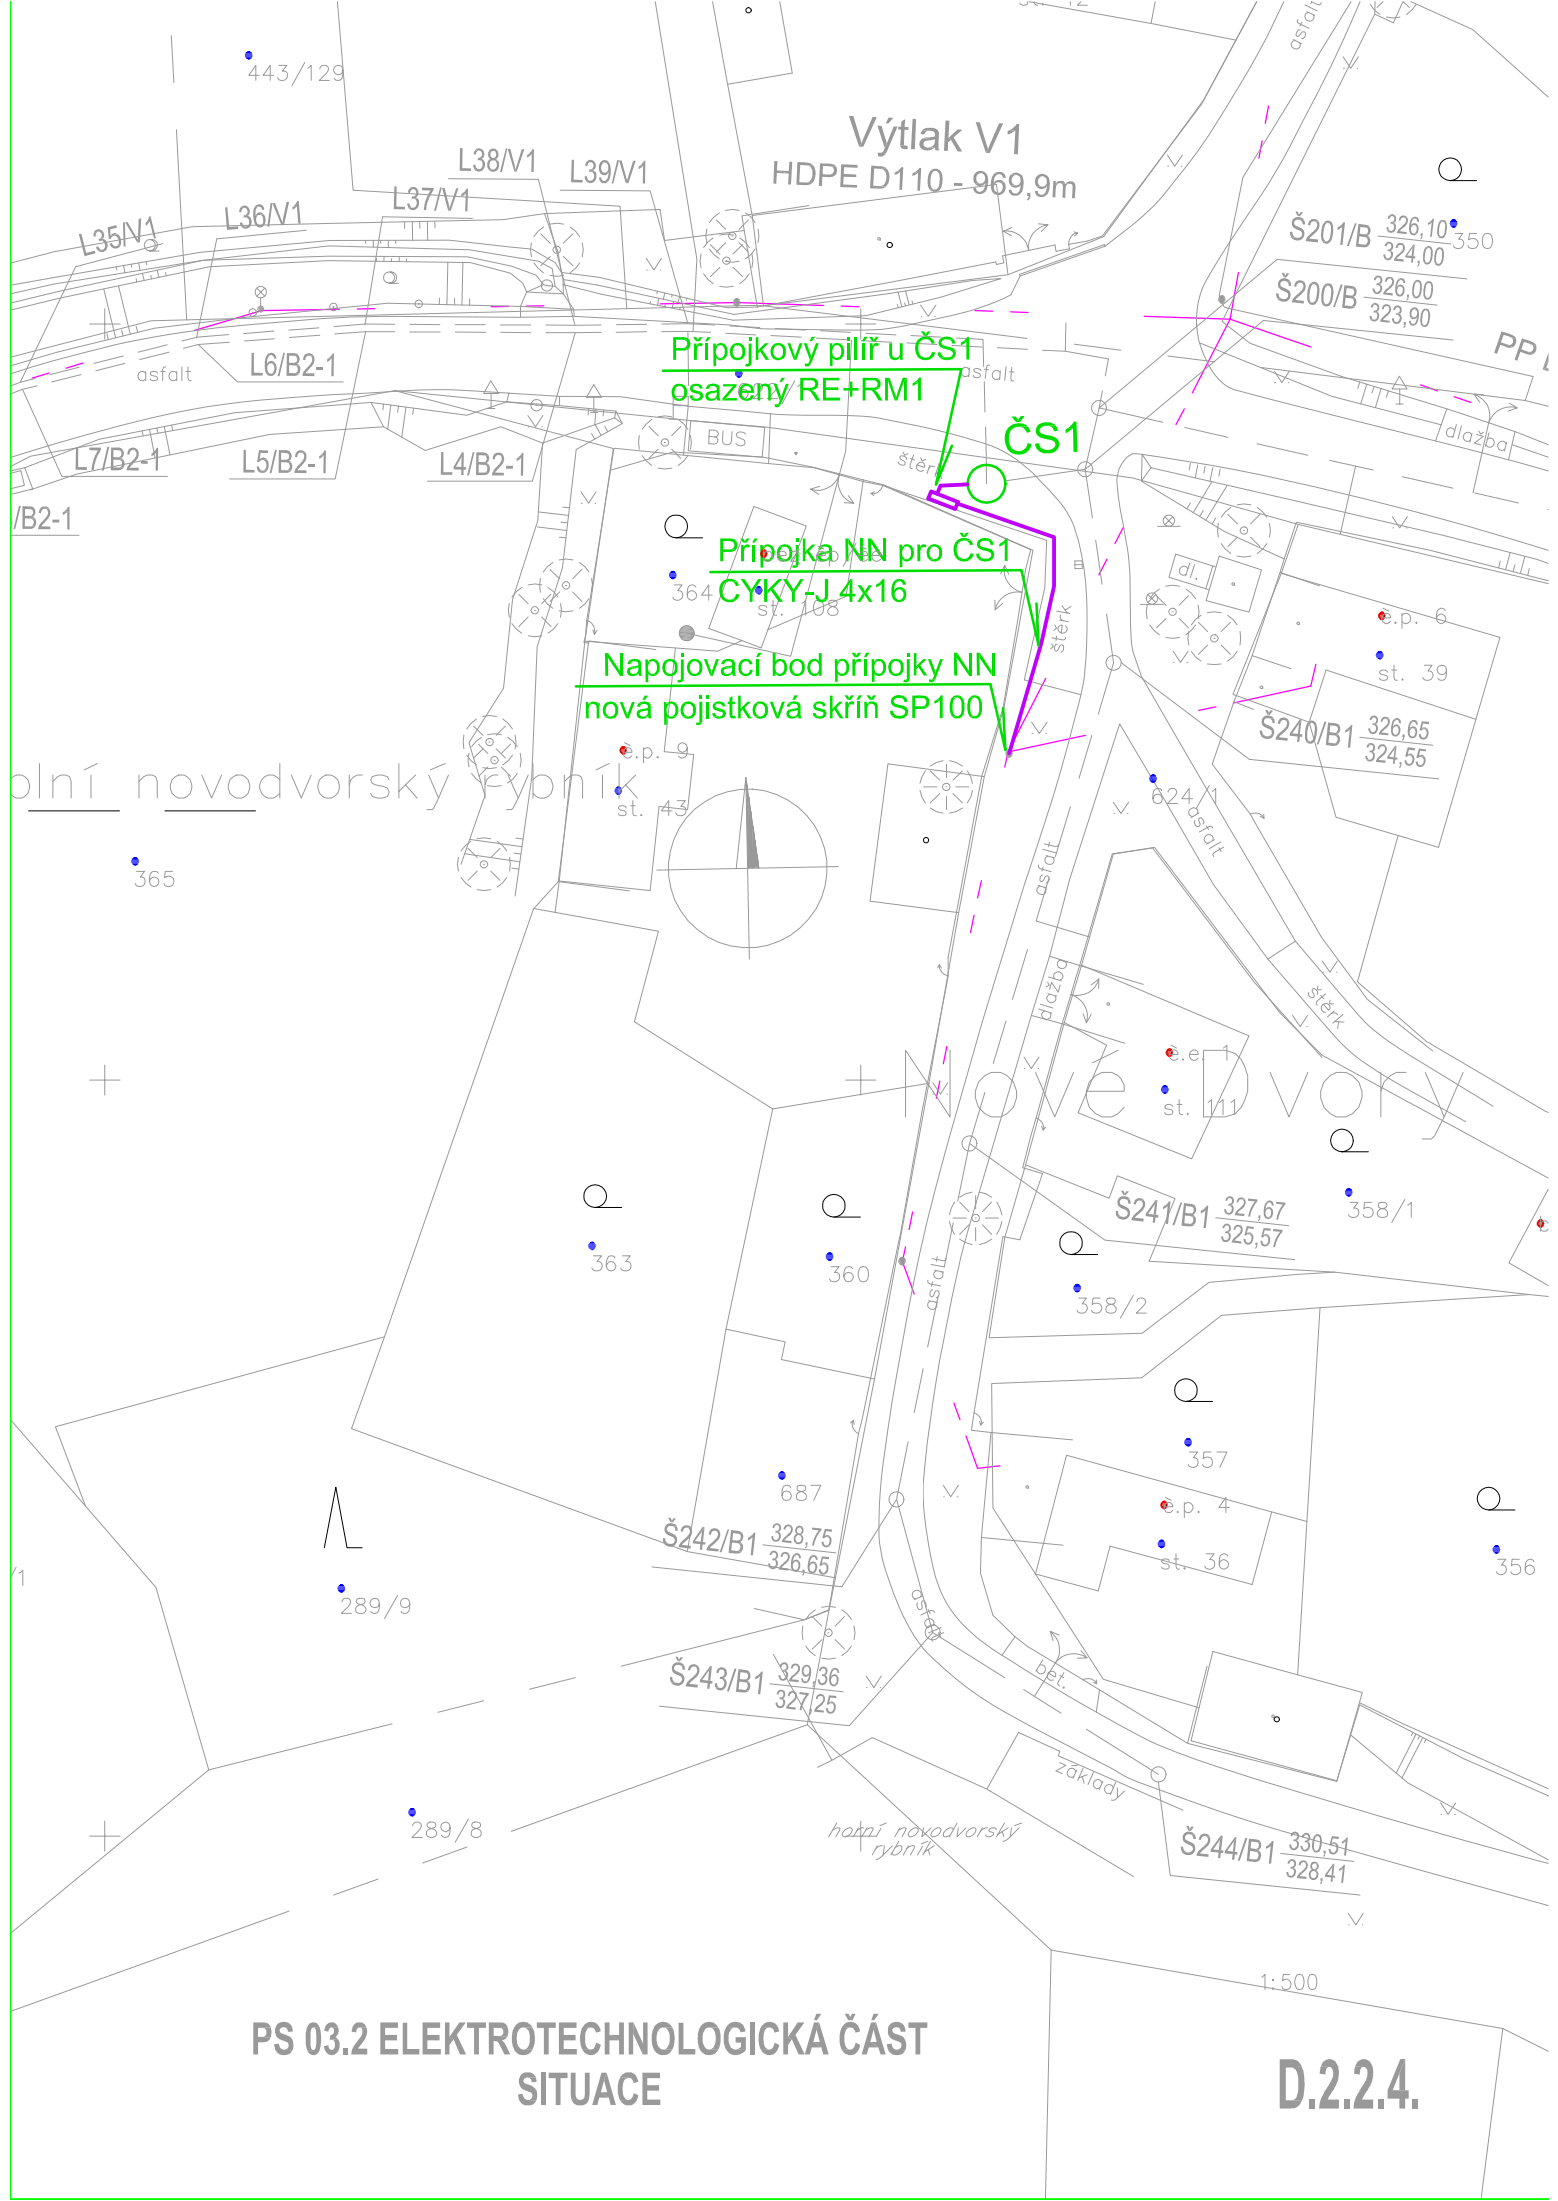 443/129
asfalt
Výtlak V1
HDPE D110 - 969,9m
L38/V1
L39/V1
L37/V1
L36/V1
L35/V1
350
Š201/B 326,10
324,00
Š200/B 326,00
323,90
PP
L6/B2-1
asfalt
Přípojkový pilíř u ČS1
osazený RE+RM1
asfalt
ČS1
BUS
štěrk
dlažba
L7/B2-1
L5/B2-1
L4/B2-1
/B2-1
Přípojka NN pro ČS1
CYKY-J 4x16
364
st. 108
dl.
štěrk
č.p. 6
st. 39
Napojovací bod přípojky NN
nová pojistková skříň SP100
Š240/B1 326,65
324,55
č.p. 9
st. 43
olní novodvorský rybník
624/1
asfalt
365
asfalt
dlažba
štěrk
Nové Dvory
č.e. 1
st. 111
358/1
Š241/B1 327,67
325,57
363
360
asfalt
358/2
357
687
č.p. 4
st. 36
356
Š242/B1 328,75
326,65
/1
289/9
asfalt
Š243/B1 329,36
327,25
bet.
základy
289/8
horní novodvorský
rybník
Š244/B1 330,51
328,41
1:500
PS 03.2 ELEKTROTECHNOLOGICKÁ ČÁST
SITUACE
D.2.2.4.